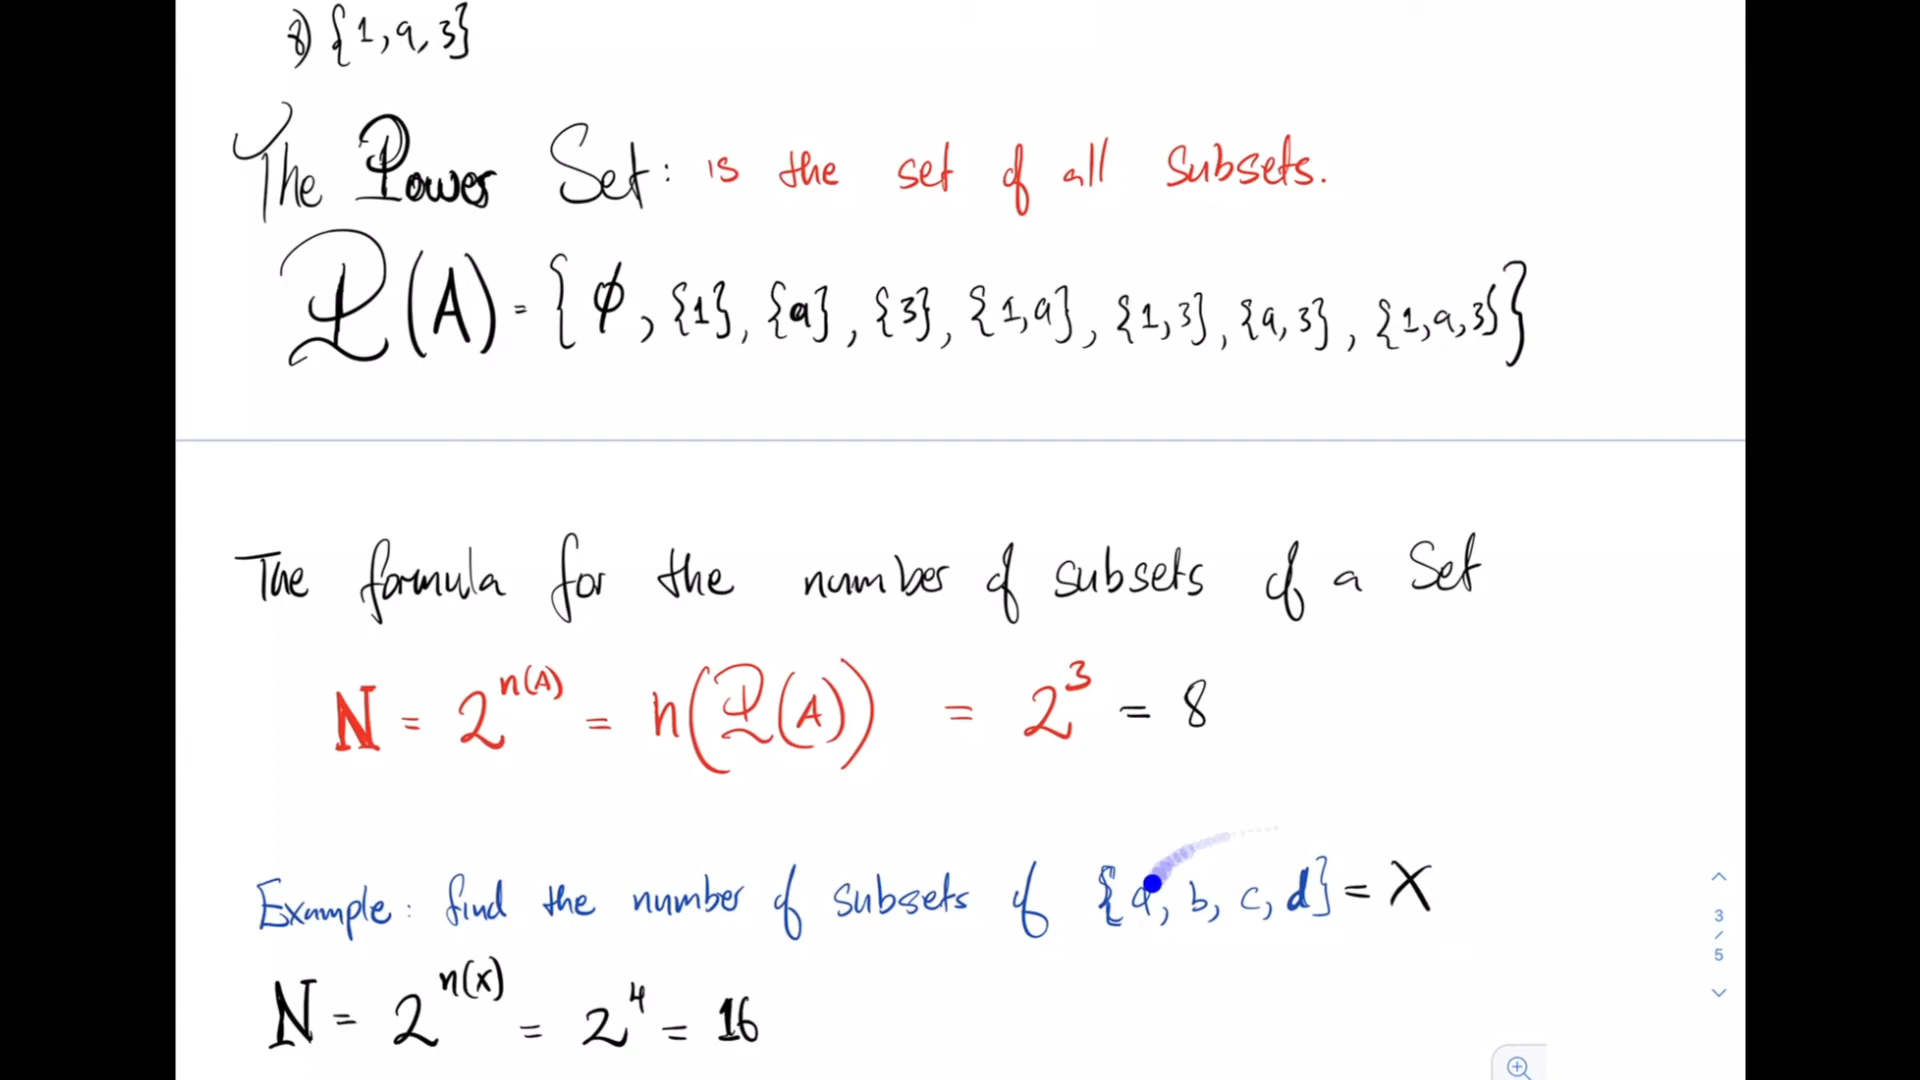 8) {1, a, 3}
The Power Set: is the set of all subsets.
P(A) = {∅, {1}, {a}, {3}, {1,a}, {1,3}, {a,3}, {1,a,3}}
The formula for the number of subsets of a Set
N = 2^n(A) = n(P(A)) = 2^3 = 8
Example: find the number of subsets of {a, b, c, d} = X
N = 2^n(x) = 2^4 = 16
3
/
5